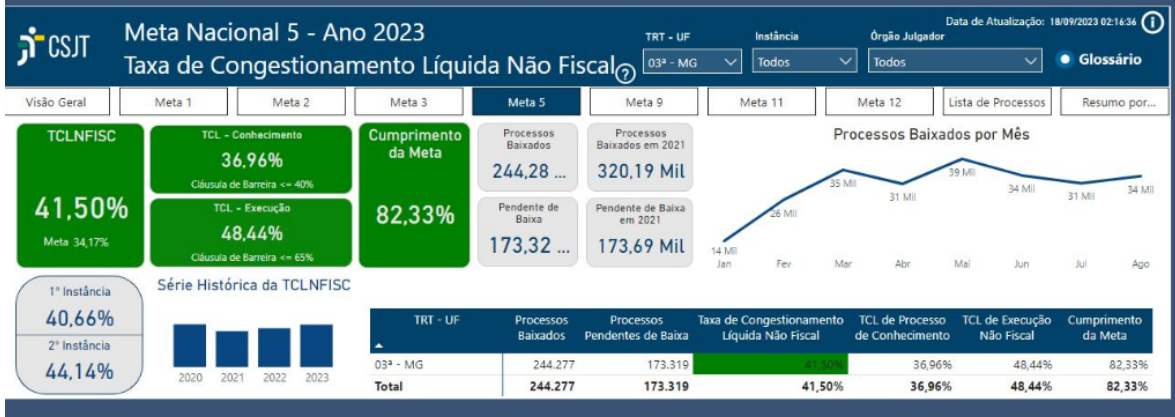 CSJT
Meta Nacional 5 - Ano 2023
Taxa de Congestionamento Líquida Não Fiscal
Data de Atualização: 18/09/2023 02:16:36
TRT - UF
03ª - MG
Instância
Todos
Órgão Julgador
Todos
Glossário
Visão Geral
Meta 1
Meta 2
Meta 3
Meta 5
Meta 9
Meta 11
Meta 12
Lista de Processos
Resumo por...
TCLNFISC
41,50%
Meta 34,17%
TCL - Conhecimento
36,96%
Cláusula de Barreira <= 40%
TCL - Execução
48,44%
Cláusula de Barreira <= 65%
Cumprimento
da Meta
82,33%
Processos
Baixados
244,28 ...
Processos
Baixados em 2021
320,19 Mil
Pendente de
Baixa
173,32 ...
Pendente de Baixa
em 2021
173,69 Mil
Processos Baixados por Mês
14 Mil
26 Mil
35 Mil
31 Mil
39 Mil
34 Mil
31 Mil
34 Mil
Jan Fev Mar Abr Mai Jun Jul Ago
1º Instância
40,66%
2º Instância
44,14%
Série Histórica da TCLNFISC
2020 2021 2022 2023
TRT - UF Processos Baixados Processos Pendentes de Baixa Taxa de Congestionamento Líquida Não Fiscal TCL de Processo de Conhecimento TCL de Execução Não Fiscal Cumprimento da Meta
03ª - MG 244.277 173.319 41,50% 36,96% 48,44% 82,33%
Total 244.277 173.319 41,50% 36,96% 48,44% 82,33%